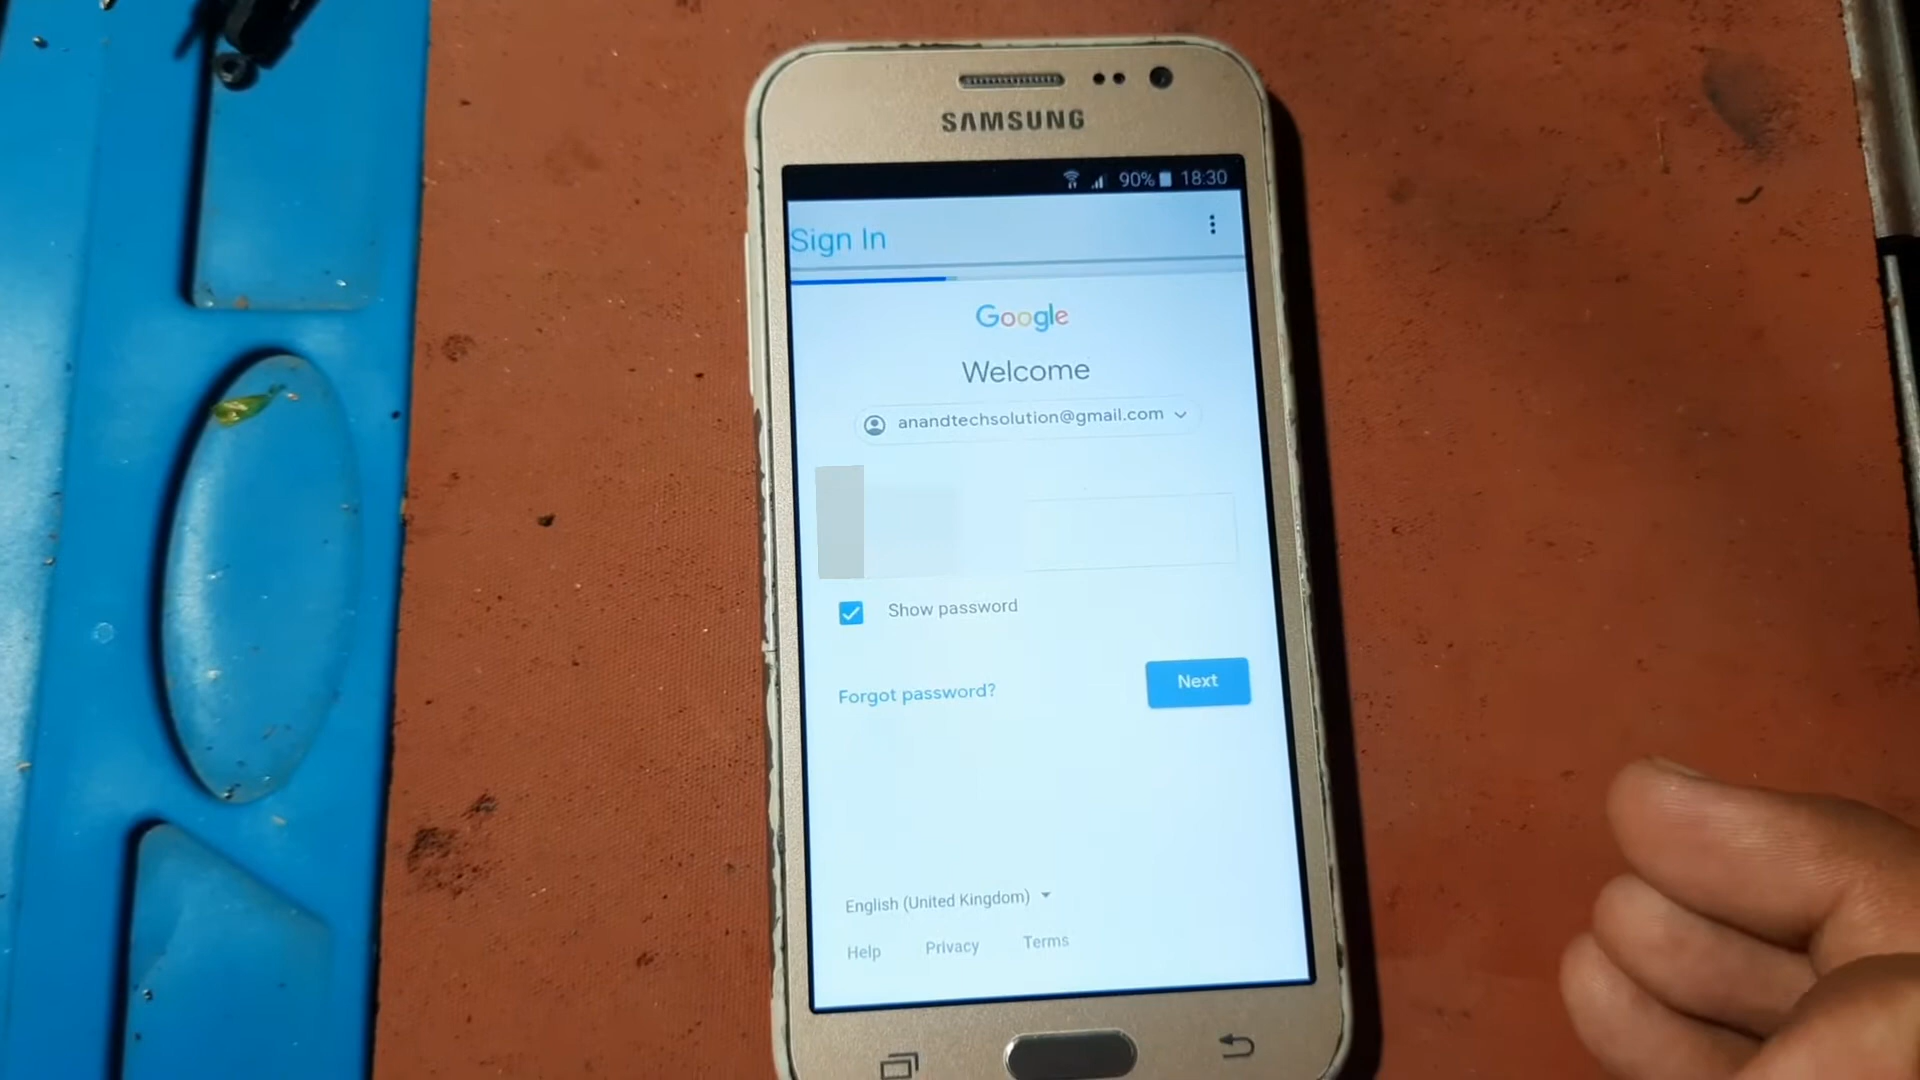 SAMSUNG
90% 18:30
Sign In
Google
Welcome
anandtechsolution@gmail.com
Show password
Forgot password?
Next
English (United Kingdom)
Help Privacy Terms